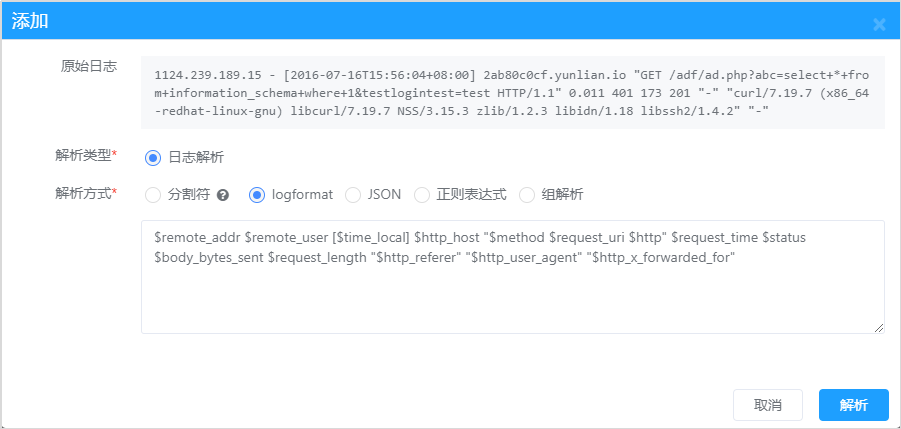 添加
原始日志
1124.239.189.15 - [2016-07-16T15:56:04+08:00] 2ab80c0cf.yunlian.io "GET /adf/ad.php?abc=select+*+fro
m+information_schema+where+1&testlogintest=test HTTP/1.1" 0.011 401 173 201 "-" "curl/7.19.7 (x86_64
-redhat-linux-gnu) libcurl/7.19.7 NSS/3.15.3 zlib/1.2.3 libidn/1.18 libssh2/1.4.2" "-"
解析类型* 日志解析
解析方式* 分割符 logformat JSON 正则表达式 组解析
$remote_addr $remote_user [$time_local] $http_host "$method $request_uri $http" $request_time $status
$body_bytes_sent $request_length "$http_referer" "$http_user_agent" "$http_x_forwarded_for"
取消 解析